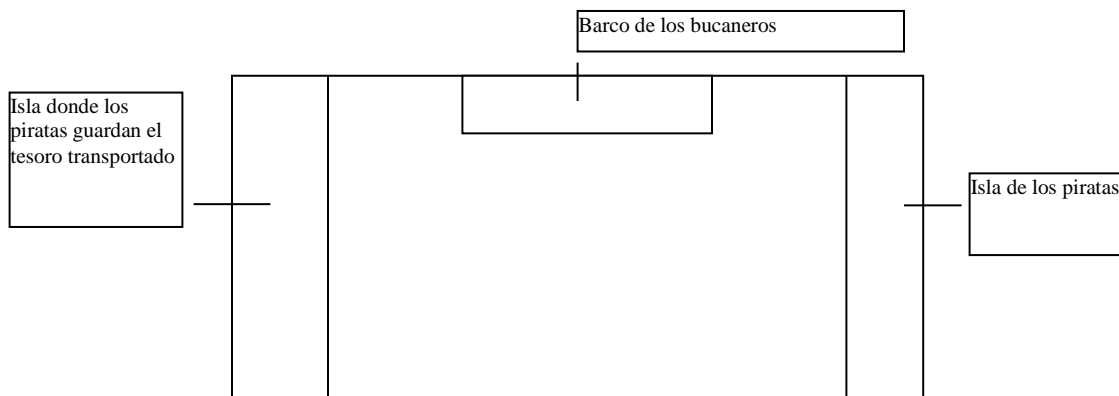 Barco de los bucaneros
Isla donde los
piratas guardan el
tesoro transportado
Isla de los piratas